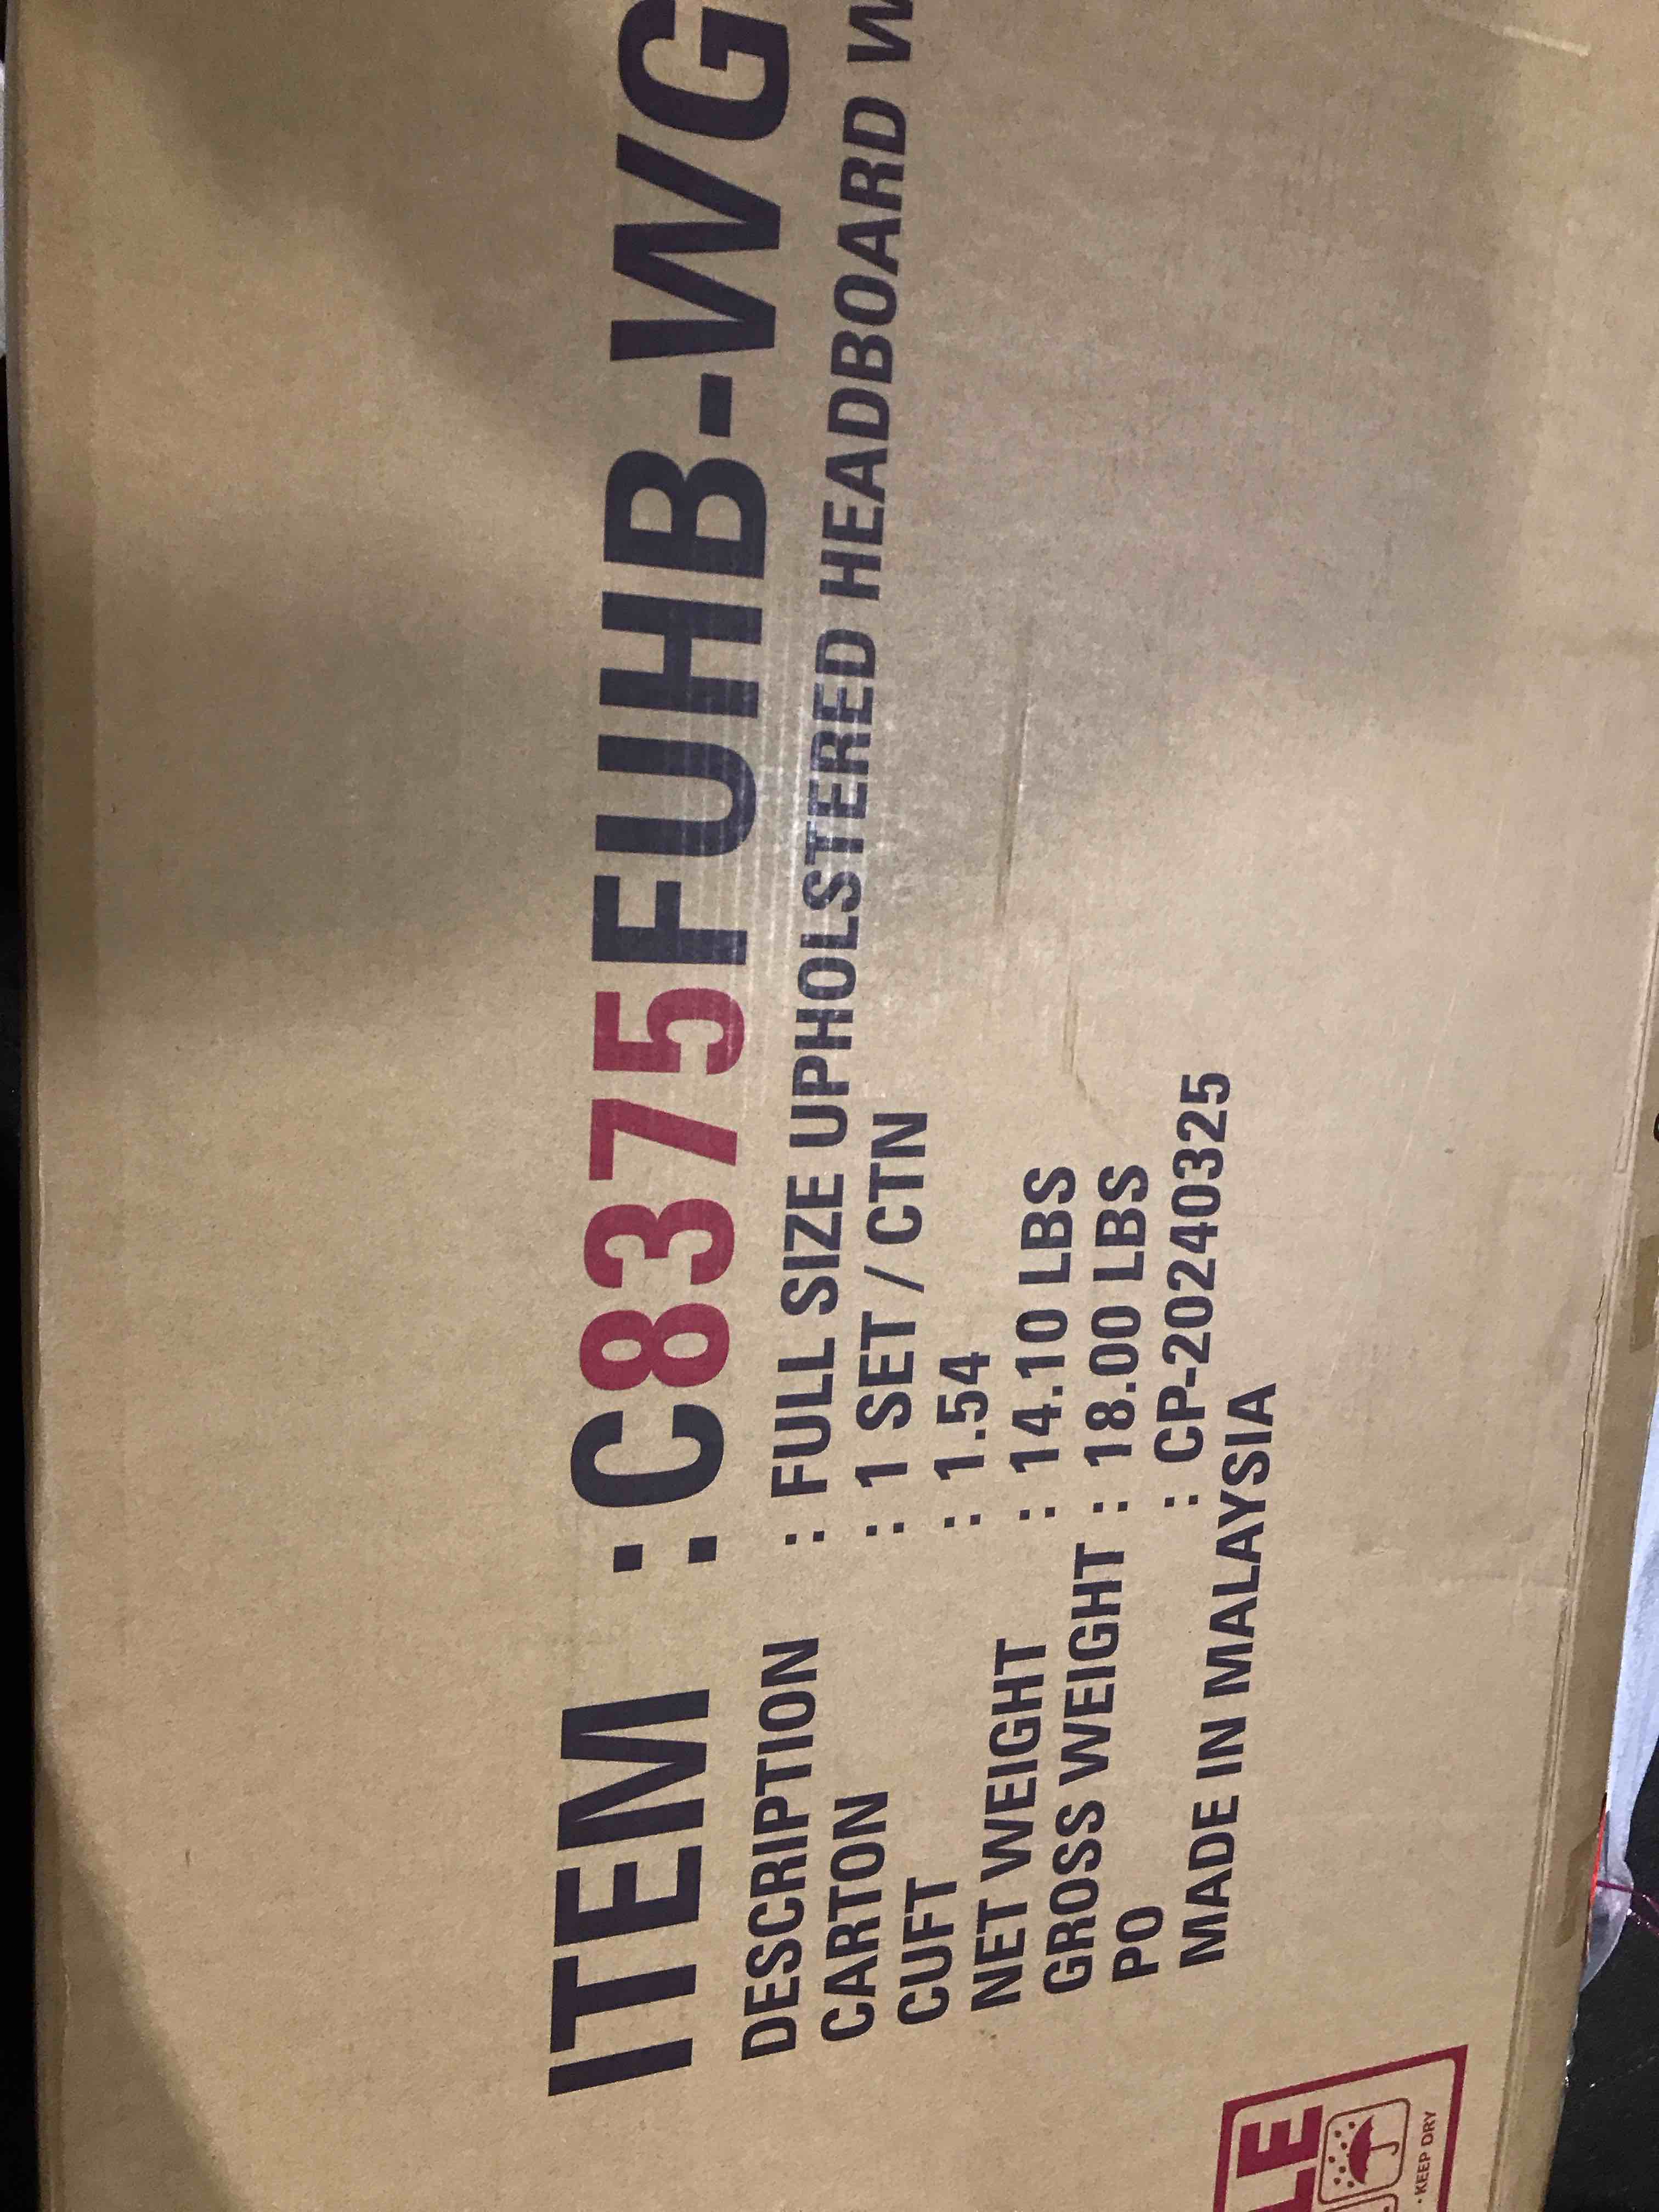 ITEM : C8375FUHB-WG
DESCRIPTION : FULL SIZE UPHOLSTERED HEADBOARD W
CARTON : 1 SET / CTN
CUFT : 1.54
NET WEIGHT : 14.10 LBS
GROSS WEIGHT : 18.00 LBS
PO : CP-20240325
MADE IN MALAYSIA
LE
· KEEP DRY